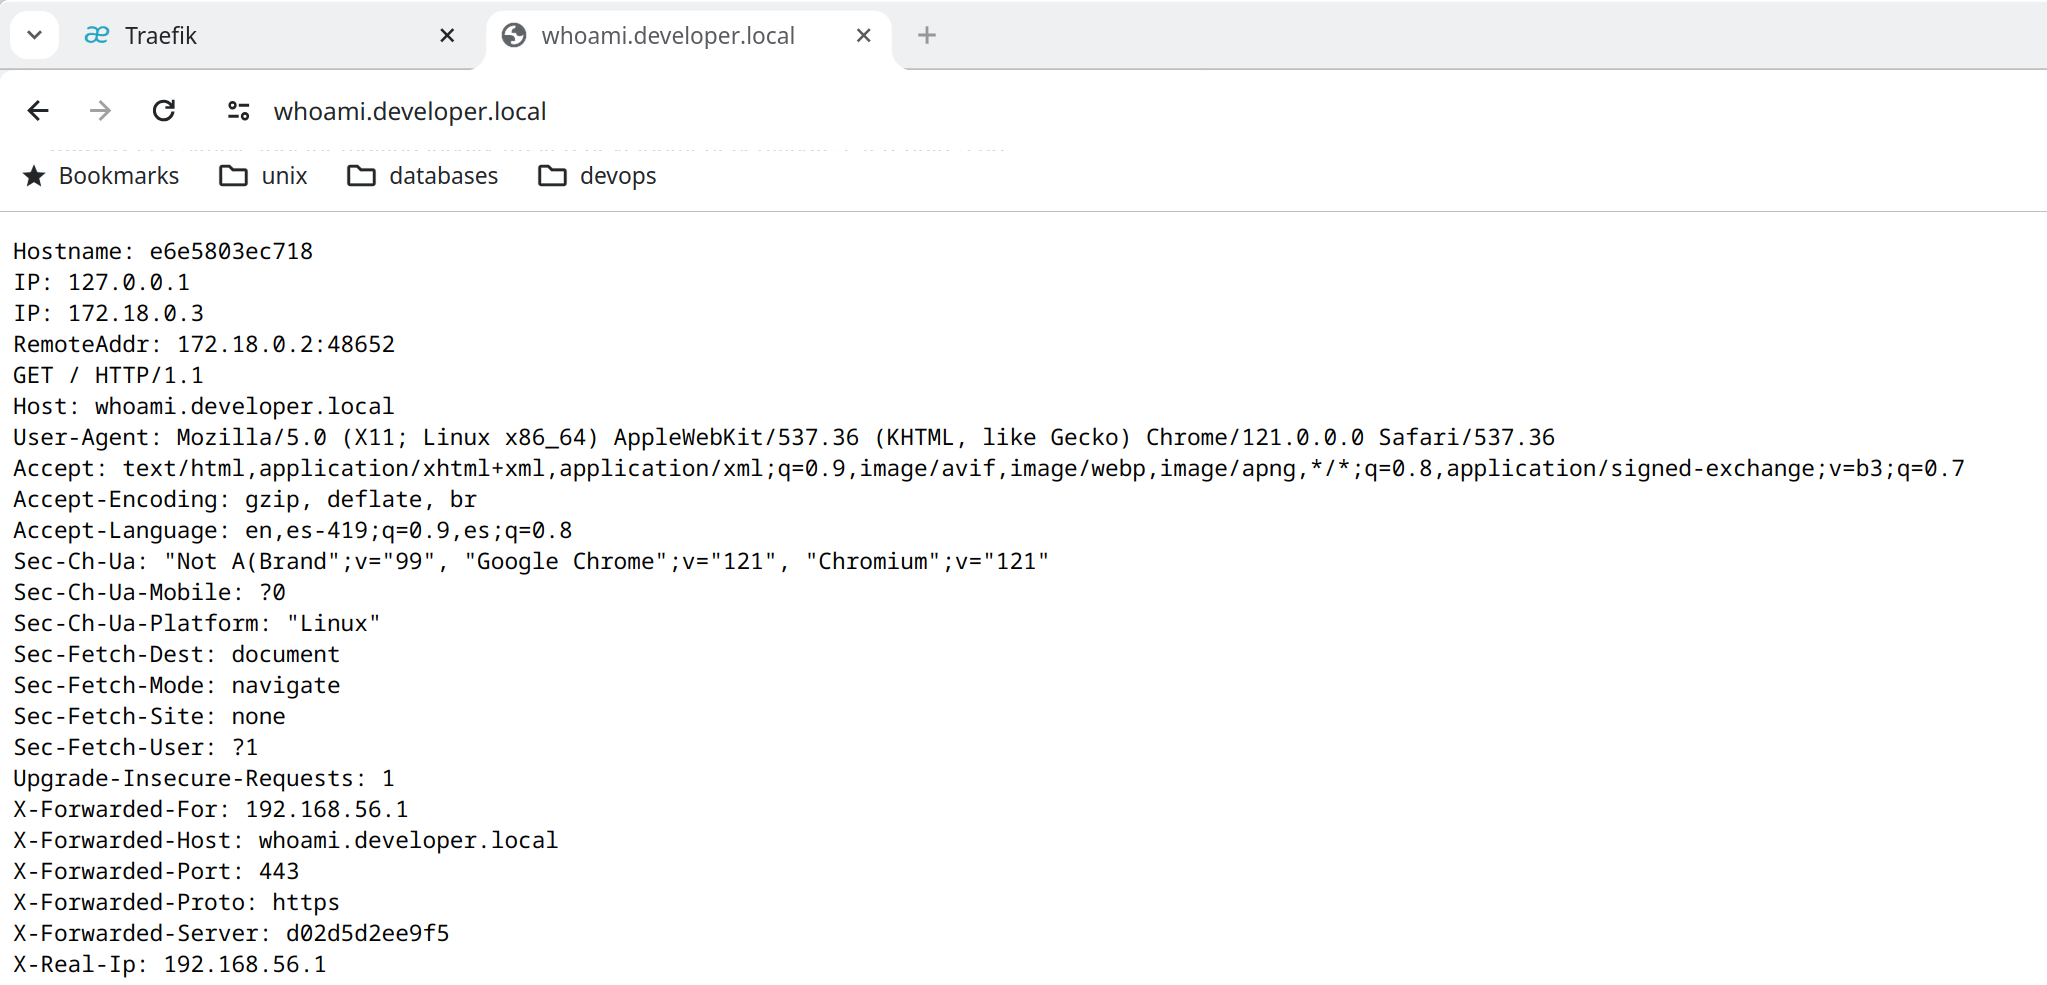 Traefik
whoami.developer.local
whoami.developer.local
Bookmarks unix databases devops
Hostname: e6e5803ec718
IP: 127.0.0.1
IP: 172.18.0.3
RemoteAddr: 172.18.0.2:48652
GET / HTTP/1.1
Host: whoami.developer.local
User-Agent: Mozilla/5.0 (X11; Linux x86_64) AppleWebKit/537.36 (KHTML, like Gecko) Chrome/121.0.0.0 Safari/537.36
Accept: text/html,application/xhtml+xml,application/xml;q=0.9,image/avif,image/webp,image/apng,*/*;q=0.8,application/signed-exchange;v=b3;q=0.7
Accept-Encoding: gzip, deflate, br
Accept-Language: en,es-419;q=0.9,es;q=0.8
Sec-Ch-Ua: "Not A(Brand";v="99", "Google Chrome";v="121", "Chromium";v="121"
Sec-Ch-Ua-Mobile: ?0
Sec-Ch-Ua-Platform: "Linux"
Sec-Fetch-Dest: document
Sec-Fetch-Mode: navigate
Sec-Fetch-Site: none
Sec-Fetch-User: ?1
Upgrade-Insecure-Requests: 1
X-Forwarded-For: 192.168.56.1
X-Forwarded-Host: whoami.developer.local
X-Forwarded-Port: 443
X-Forwarded-Proto: https
X-Forwarded-Server: d02d5d2ee9f5
X-Real-Ip: 192.168.56.1